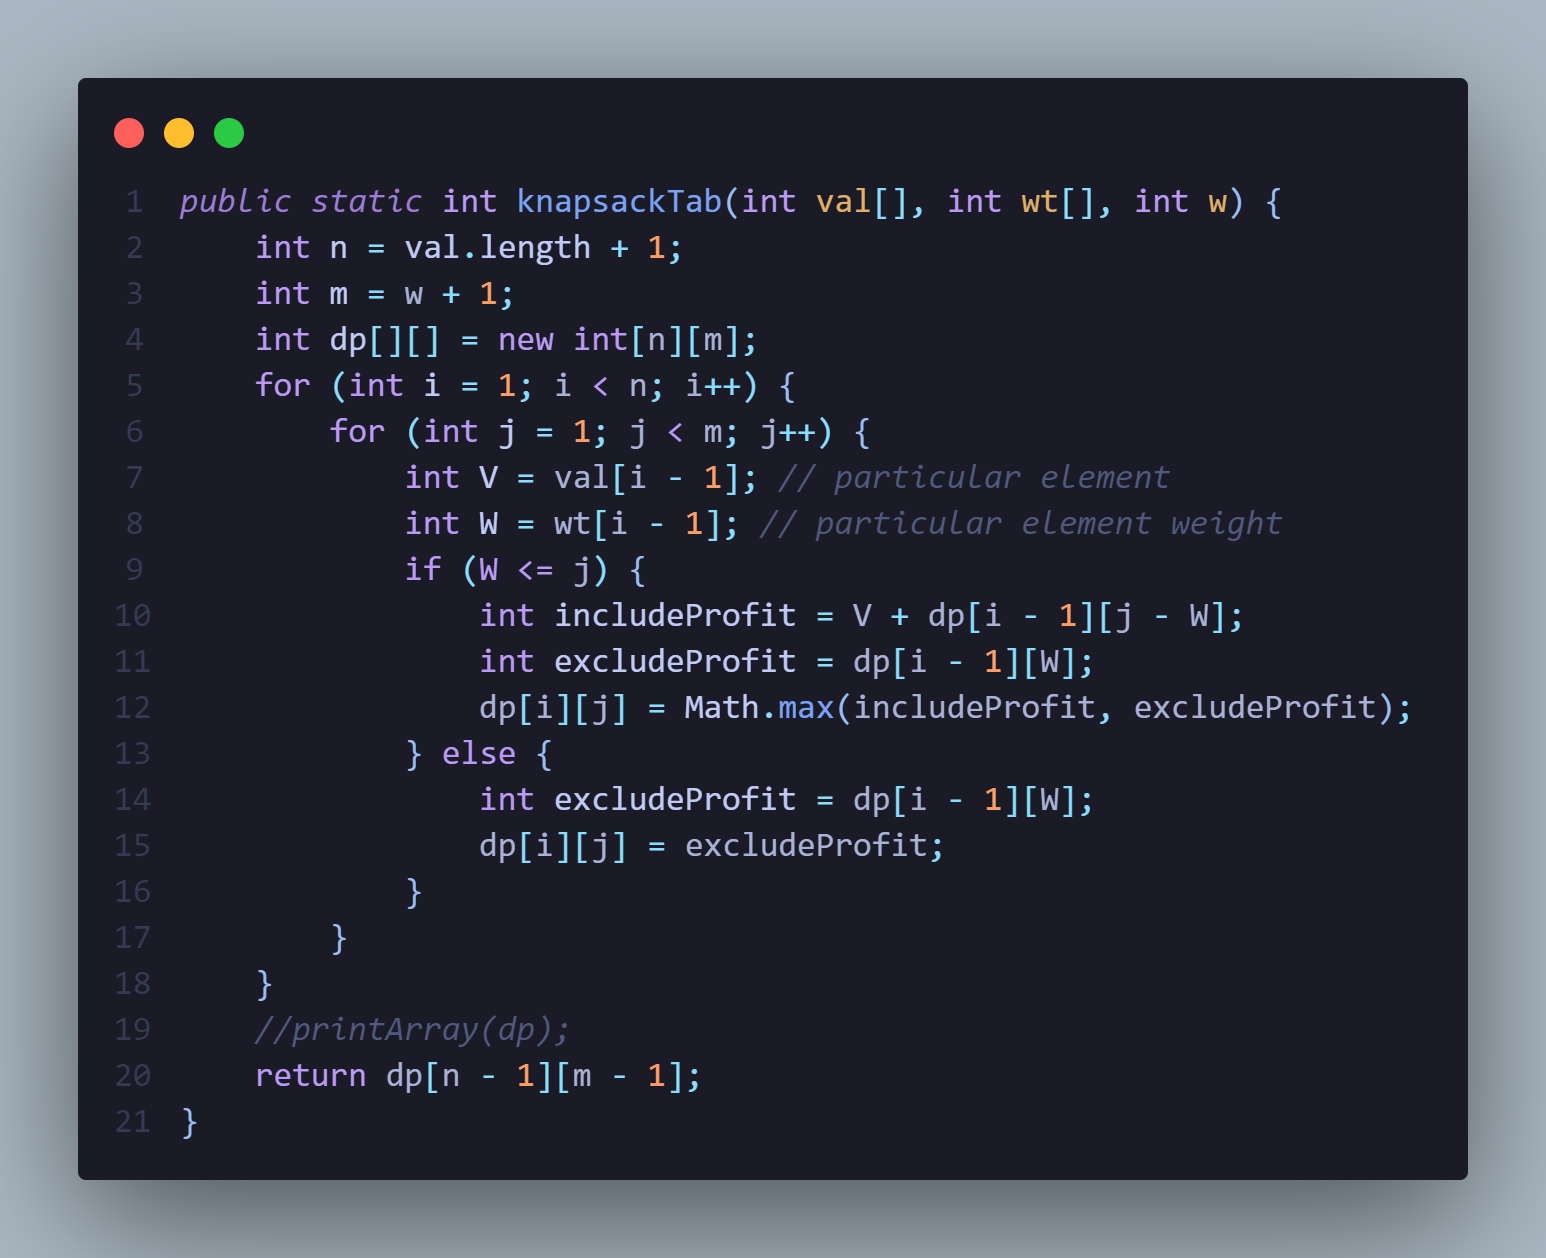 1 public static int knapsackTab(int val[], int wt[], int w) {
2     int n = val.length + 1;
3     int m = w + 1;
4     int dp[][] = new int[n][m];
5     for (int i = 1; i < n; i++) {
6         for (int j = 1; j < m; j++) {
7             int V = val[i - 1]; // particular element
8             int W = wt[i - 1]; // particular element weight
9             if (W <= j) {
10                 int includeProfit = V + dp[i - 1][j - W];
11                 int excludeProfit = dp[i - 1][W];
12                 dp[i][j] = Math.max(includeProfit, excludeProfit);
13             } else {
14                 int excludeProfit = dp[i - 1][W];
15                 dp[i][j] = excludeProfit;
16             }
17         }
18     }
19     //printArray(dp);
20     return dp[n - 1][m - 1];
21 }